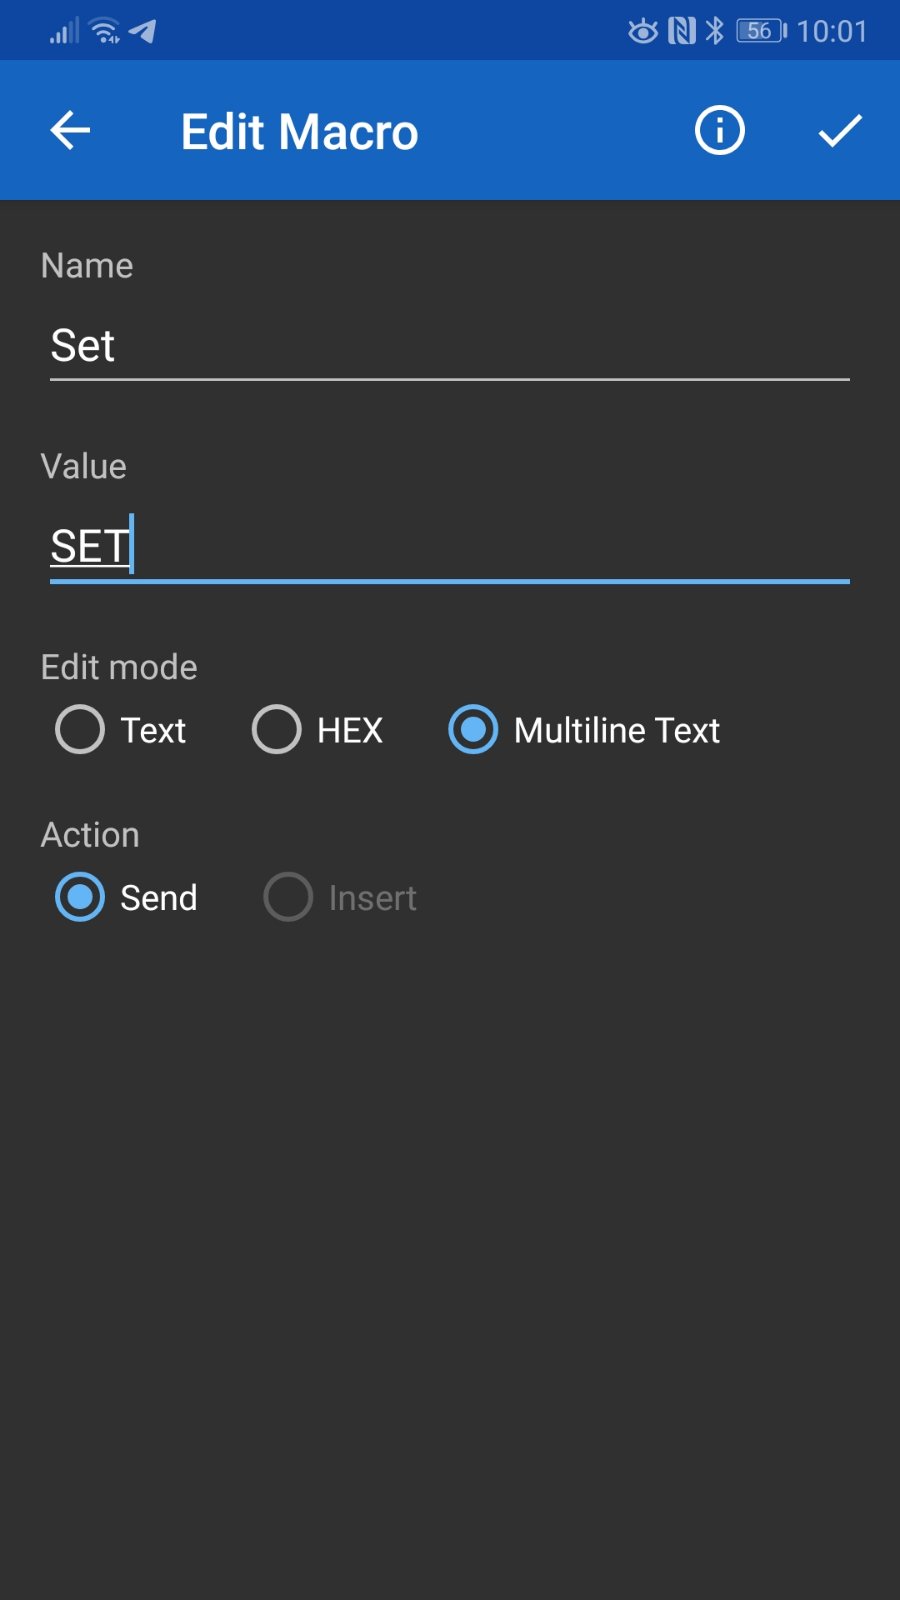 56 10:01
Edit Macro
Name
Set
Value
SET
Edit mode
Text HEX Multiline Text
Action
Send Insert